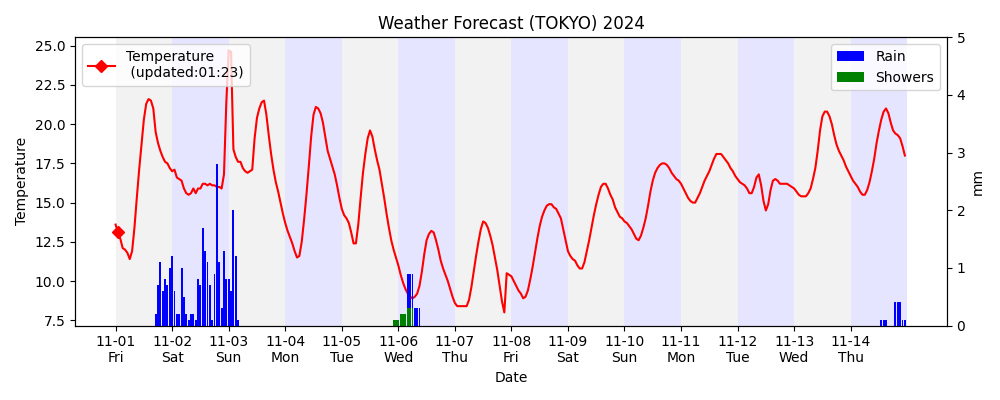 Weather Forecast (TOKYO) 2024
Temperature
(updated:01:23)
Rain
Showers
Temperature
25.0
22.5
20.0
17.5
15.0
12.5
10.0
7.5
5
4
3
2
1
0
mm
11-01 11-02 11-03 11-04 11-05 11-06 11-07 11-08 11-09 11-10 11-11 11-12 11-13 11-14
Fri Sat Sun Mon Tue Wed Thu Fri Sat Sun Mon Tue Wed Thu
Date